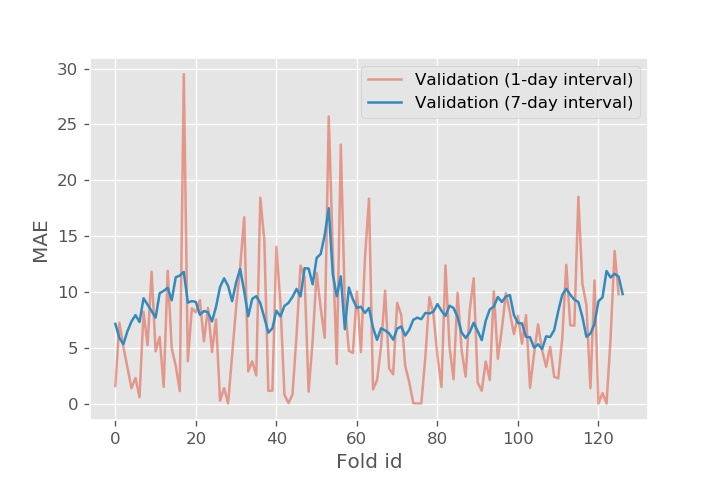 30
25
20
15
10
5
0
MAE
Validation (1-day interval)
Validation (7-day interval)
0 20 40 60 80 100 120
Fold id